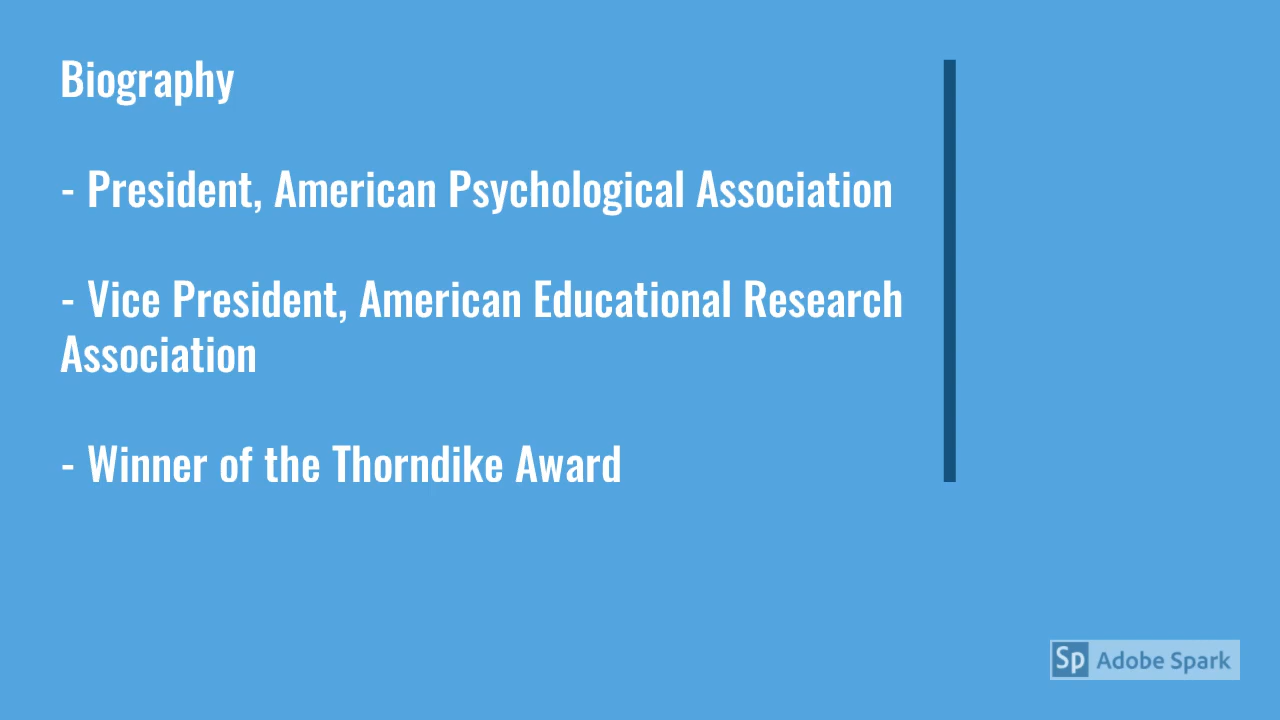 Biography
- President, American Psychological Association
- Vice President, American Educational Research
Association
- Winner of the Thorndike Award
Sp Adobe Spark